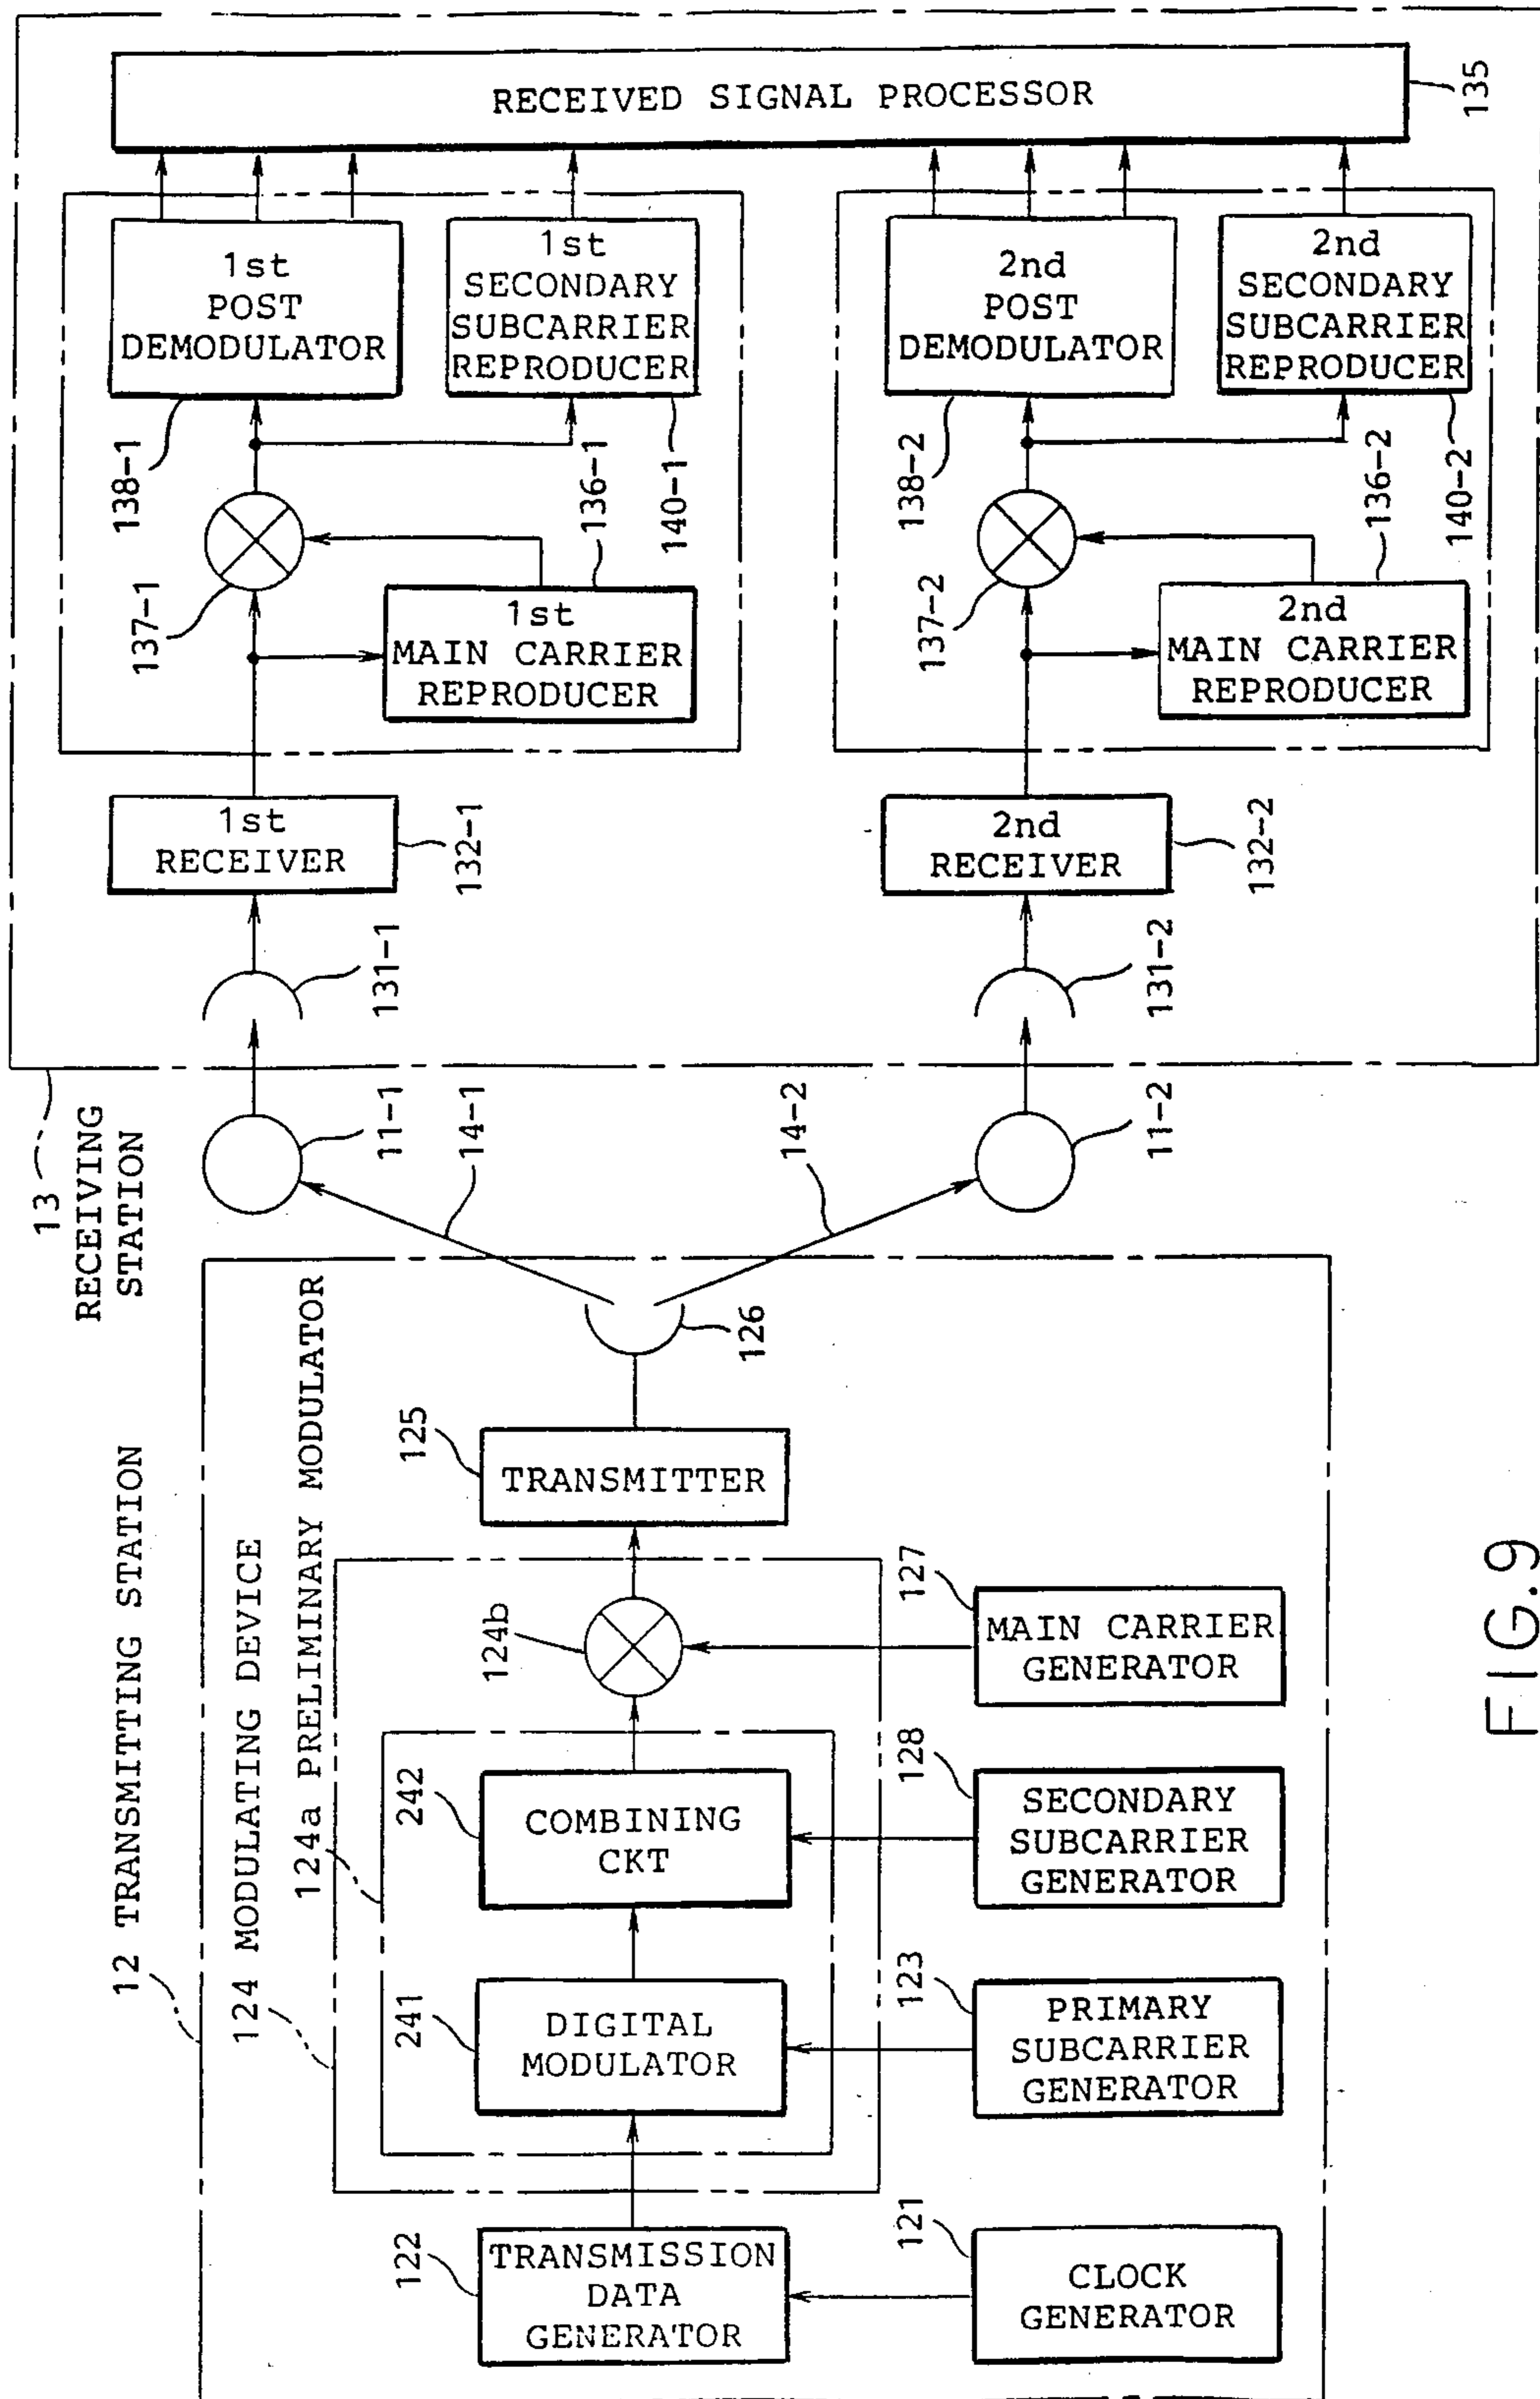 12 TRANSMITTING STATION
124 MODULATING DEVICE
124a PRELIMINARY MODULATOR
122
TRANSMISSION
DATA
GENERATOR
121
CLOCK
GENERATOR
241
DIGITAL
MODULATOR
123
PRIMARY
SUBCARRIER
GENERATOR
242
COMBINING
CKT
128
SECONDARY
SUBCARRIER
GENERATOR
124b
127
MAIN CARRIER
GENERATOR
125
TRANSMITTER
126
14-1
14-2
11-1
11-2
13
RECEIVING
STATION
131-1
1st
RECEIVER
132-1
137-1
1st
MAIN CARRIER
REPRODUCER
136-1
138-1
1st
POST
DEMODULATOR
1st
SECONDARY
SUBCARRIER
REPRODUCER
140-1
131-2
2nd
RECEIVER
132-2
137-2
2nd
MAIN CARRIER
REPRODUCER
136-2
138-2
2nd
POST
DEMODULATOR
2nd
SECONDARY
SUBCARRIER
REPRODUCER
140-2
RECEIVED SIGNAL PROCESSOR
135
FIG.9